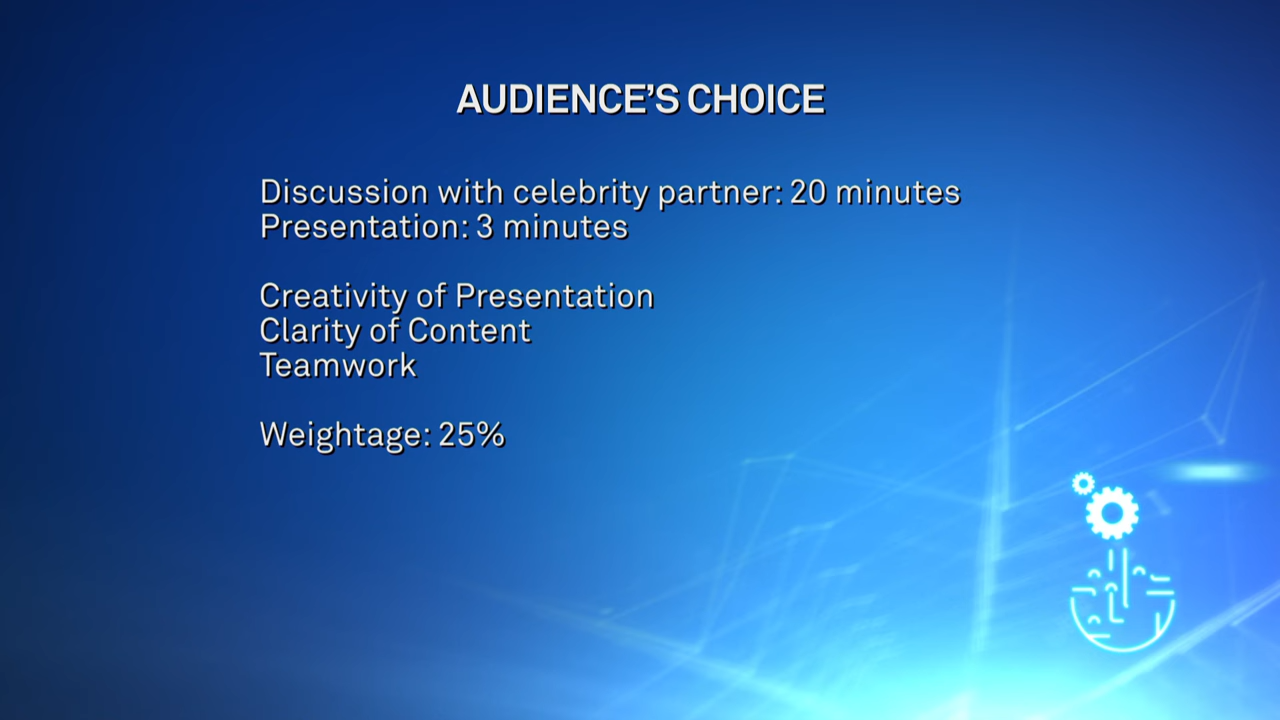 AUDIENCE’S CHOICE
Discussion with celebrity partner: 20 minutes
Presentation: 3 minutes
Creativity of Presentation
Clarity of Content
Teamwork
Weightage: 25%